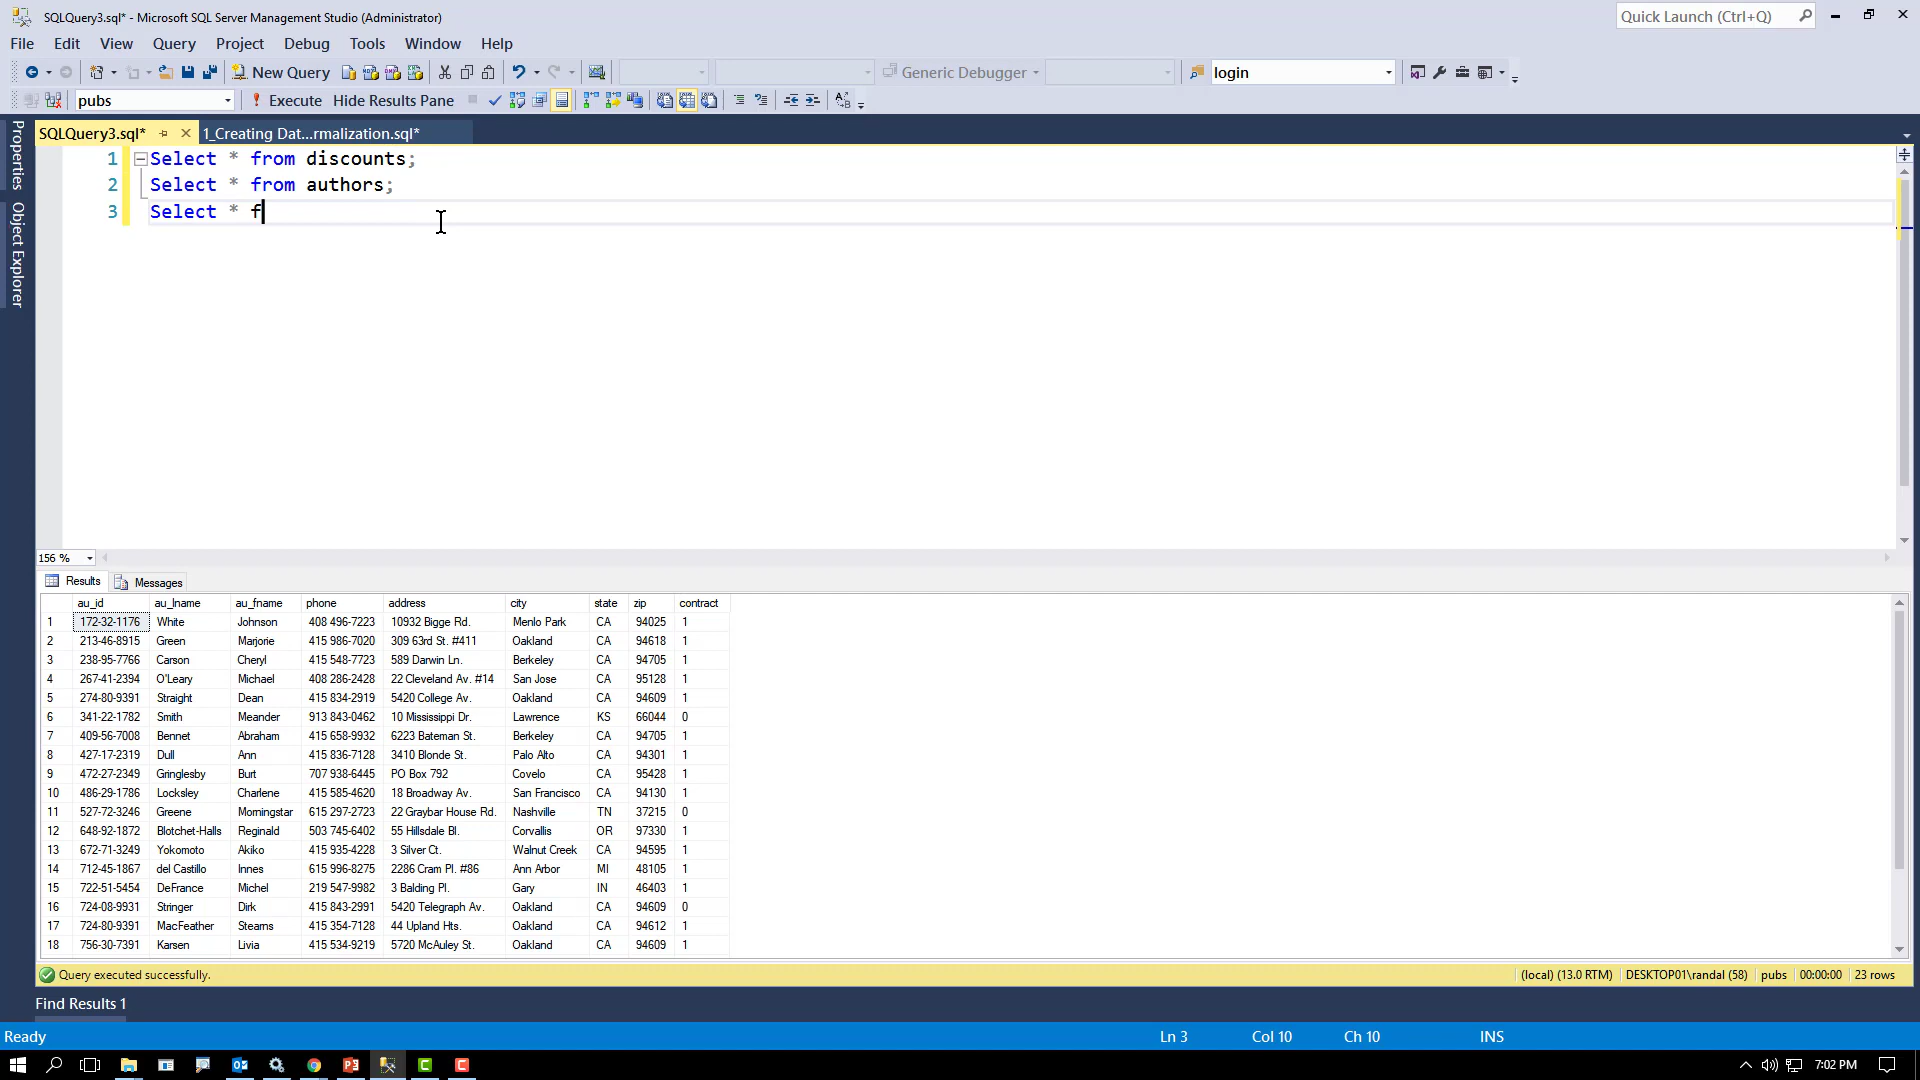 SQLQuery3.sql* - Microsoft SQL Server Management Studio (Administrator)
Quick Launch (Ctrl+Q)
File Edit View Query Project Debug Tools Window Help
New Query Generic Debugger login
pubs Execute Hide Results Pane
SQLQuery3.sql* 1_Creating Dat...rmalization.sql*
Properties
Object Explorer
1 Select * from discounts;
2 Select * from authors;
3 Select * f
156 %
Results Messages
au_id au_lname au_fname phone address city state zip contract
1 172-32-1176 White Johnson 408 496-7223 10932 Bigge Rd. Menlo Park CA 94025 1
2 213-46-8915 Green Marjorie 415 986-7020 309 63rd St. #411 Oakland CA 94618 1
3 238-95-7766 Carson Cheryl 415 548-7723 589 Darwin Ln. Berkeley CA 94705 1
4 267-41-2394 O'Leary Michael 408 286-2428 22 Cleveland Av. #14 San Jose CA 95128 1
5 274-80-9391 Straight Dean 415 834-2919 5420 College Av. Oakland CA 94609 1
6 341-22-1782 Smith Meander 913 843-0462 10 Mississippi Dr. Lawrence KS 66044 0
7 409-56-7008 Bennet Abraham 415 658-9932 6223 Bateman St. Berkeley CA 94705 1
8 427-17-2319 Dull Ann 415 836-7128 3410 Blonde St. Palo Alto CA 94301 1
9 472-27-2349 Gringlesby Burt 707 938-6445 PO Box 792 Covelo CA 95428 1
10 486-29-1786 Locksley Charlene 415 585-4620 18 Broadway Av. San Francisco CA 94130 1
11 527-72-3246 Greene Morningstar 615 297-2723 22 Graybar House Rd. Nashville TN 37215 0
12 648-92-1872 Blotchet-Halls Reginald 503 745-6402 55 Hillsdale Bl. Corvallis OR 97330 1
13 672-71-3249 Yokomoto Akiko 415 935-4228 3 Silver Ct. Walnut Creek CA 94595 1
14 712-45-1867 del Castillo Innes 615 996-8275 2286 Cram Pl. #86 Ann Arbor MI 48105 1
15 722-51-5454 DeFrance Michel 219 547-9982 3 Balding Pl. Gary IN 46403 1
16 724-08-9931 Stringer Dirk 415 843-2991 5420 Telegraph Av. Oakland CA 94609 0
17 724-80-9391 MacFeather Stearns 415 354-7128 44 Upland Hts. Oakland CA 94612 1
18 756-30-7391 Karsen Livia 415 534-9219 5720 McAuley St. Oakland CA 94609 1
Query executed successfully. (local) (13.0 RTM) DESKTOP01\randal (58) pubs 00:00:00 23 rows
Find Results 1
Ready Ln 3 Col 10 Ch 10 INS
7:02 PM